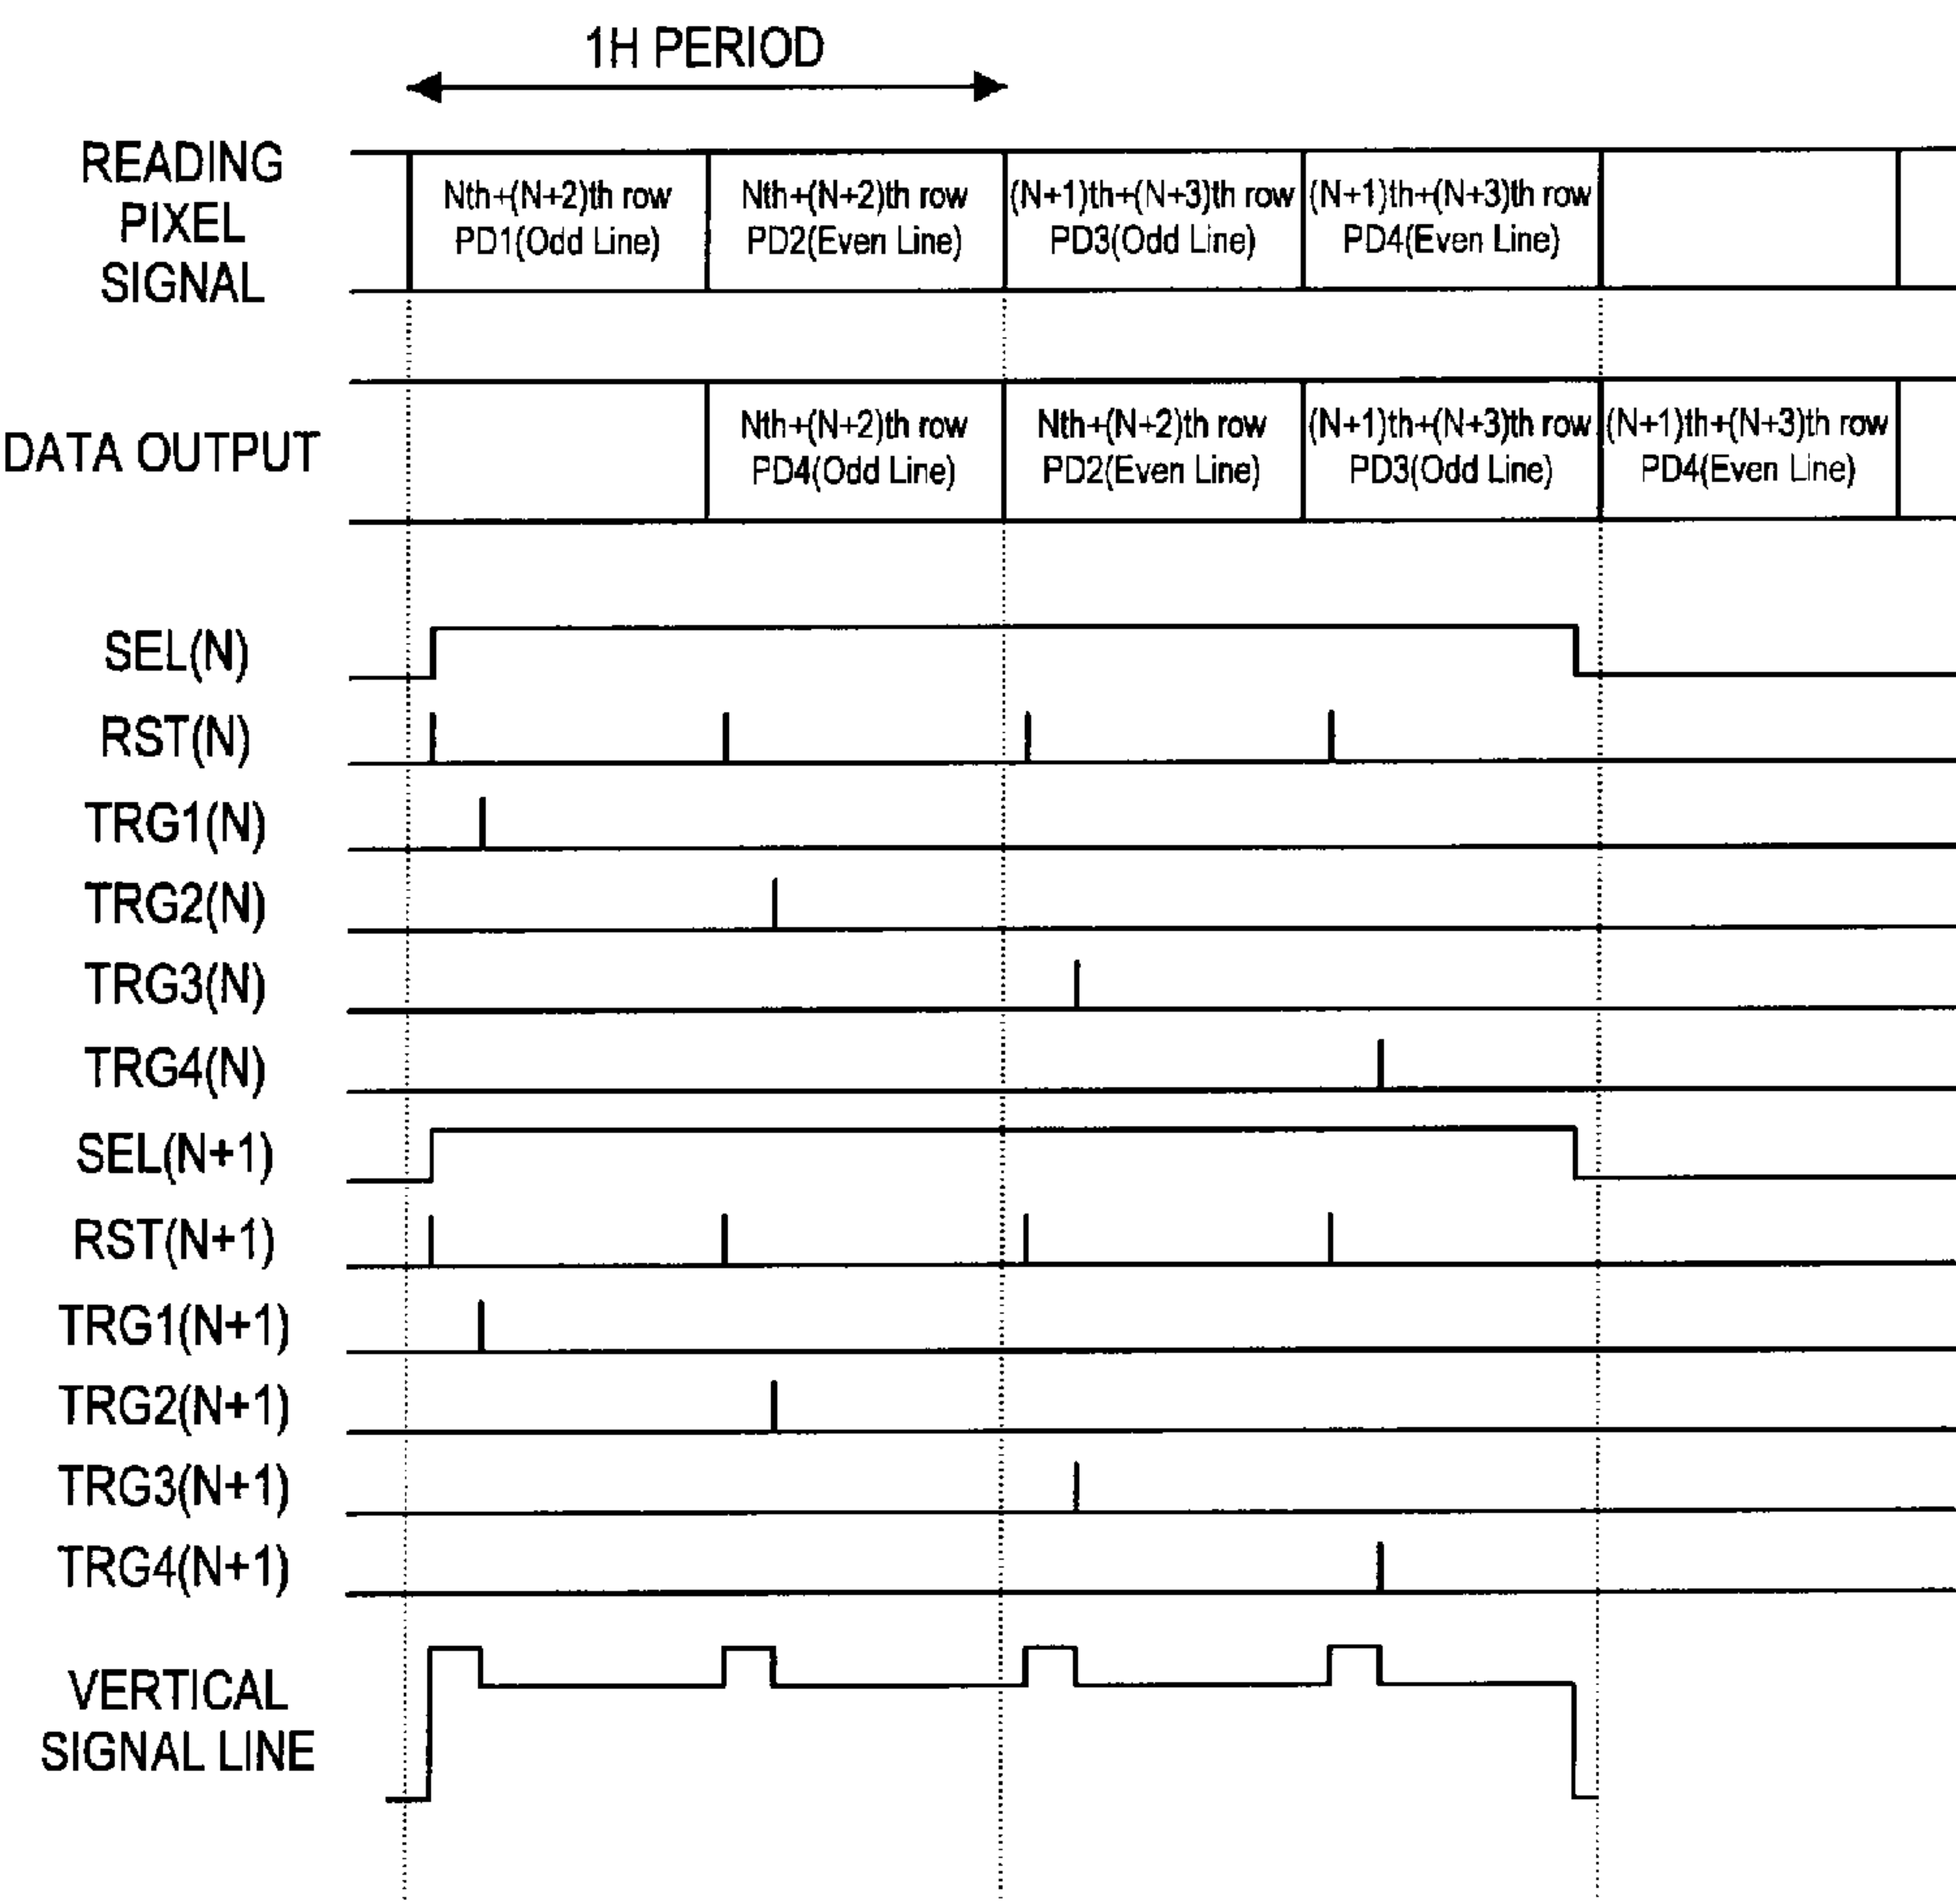 1H PERIOD
READING
PIXEL
SIGNAL
Nth+(N+2)th row
PD1(Odd Line)
Nth+(N+2)th row
PD2(Even Line)
(N+1)th+(N+3)th row
PD3(Odd Line)
(N+1)th+(N+3)th row
PD4(Even Line)
DATA OUTPUT
Nth+(N+2)th row
PD4(Odd Line)
Nth+(N+2)th row
PD2(Even Line)
(N+1)th+(N+3)th row
PD3(Odd Line)
(N+1)th+(N+3)th row
PD4(Even Line)
SEL(N)
RST(N)
TRG1(N)
TRG2(N)
TRG3(N)
TRG4(N)
SEL(N+1)
RST(N+1)
TRG1(N+1)
TRG2(N+1)
TRG3(N+1)
TRG4(N+1)
VERTICAL
SIGNAL LINE